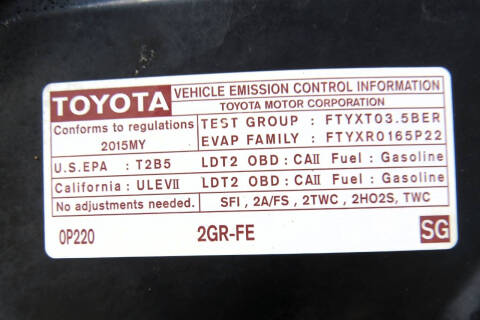 TOYOTA VEHICLE EMISSION CONTROL INFORMATION
TOYOTA MOTOR CORPORATION
Conforms to regulations TEST GROUP : FTYXT03.5BER
2015MY EVAP FAMILY : FTYXR0165P22
U.S.EPA : T2B5 LDT2 OBD : CAII Fuel : Gasoline
California : ULEVII LDT2 OBD : CAII Fuel : Gasoline
No adjustments needed. SFI , 2A/FS , 2TWC , 2HO2S, TWC
0P220 2GR-FE SG